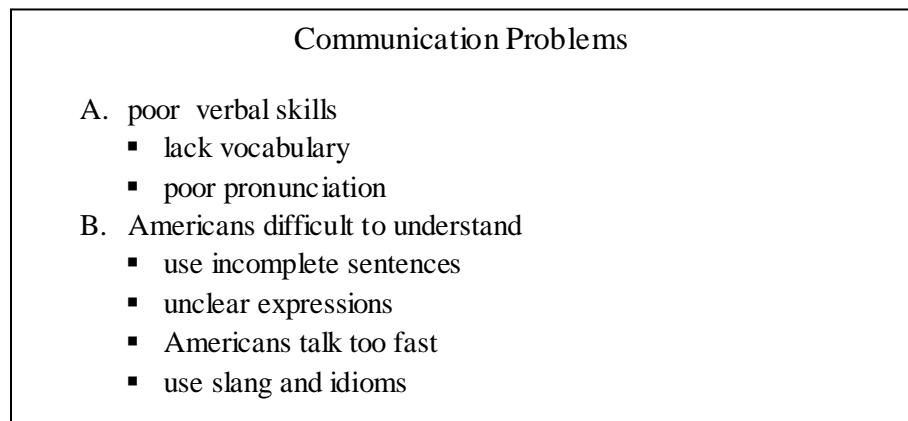 Communication Problems
A. poor verbal skills
▪ lack vocabulary
▪ poor pronunciation
B. Americans difficult to understand
▪ use incomplete sentences
▪ unclear expressions
▪ Americans talk too fast
▪ use slang and idioms